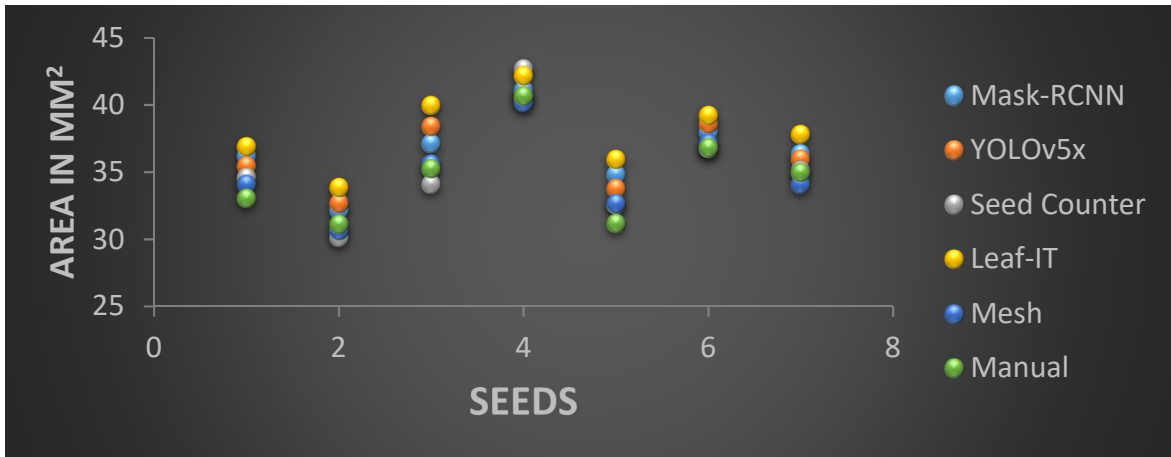 45
40
35
30
25
AREA IN MM²
0
2
4
6
8
SEEDS
Mask-RCNN
YOLOv5x
Seed Counter
Leaf-IT
Mesh
Manual